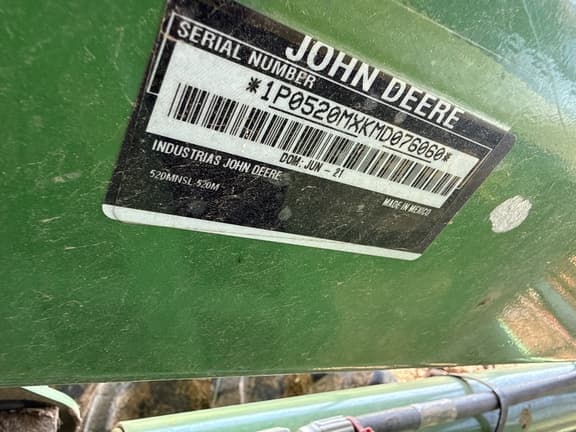 JOHN DEERE
SERIAL NUMBER
*1P0520MXKMD076060*
DOM: JUN - 21
INDUSTRIAS JOHN DEERE
MADE IN MEXICO
520MNSL 520M